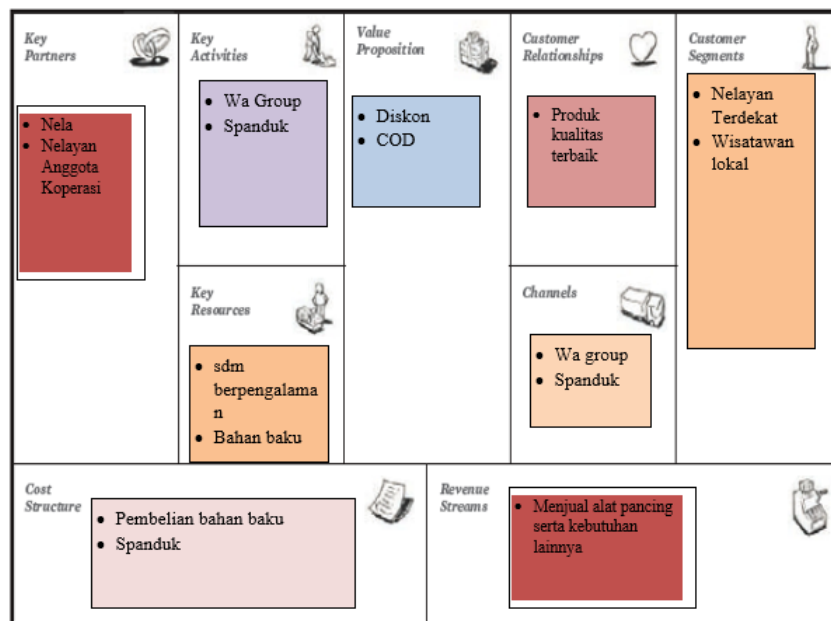 Key
Partners
• Nela
• Nelayan
Anggota
Koperasi
Key
Activities
• Wa Group
• Spanduk
Key
Resources
• sdm
berpengalama
n
• Bahan baku
Value
Proposition
• Diskon
• COD
Customer
Relationships
• Produk
kualitas
terbaik
Channels
• Wa group
• Spanduk
Customer
Segments
• Nelayan
Terdekat
• Wisatawan
lokal
Cost
Structure
• Pembelian bahan baku
• Spanduk
Revenue
Streams
• Menjual alat pancing
serta kebutuhan
lainnya